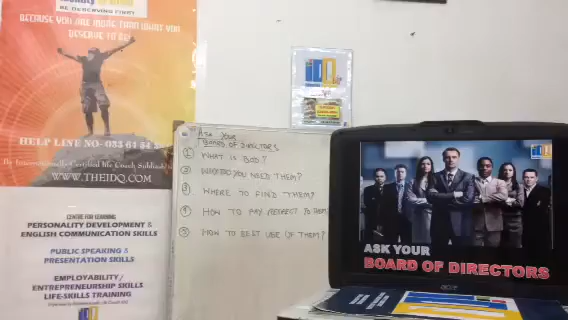 BECAUSE YOU ARE MORE THAN WHAT YOU
DESERVE TO BE!
HELP LINE NO- 033 64 54
WWW.THEIDQ.COM
CENTRE FOR LEARNING
PERSONALITY DEVELOPMENT &
ENGLISH COMMUNICATION SKILLS
PUBLIC SPEAKING &
PRESENTATION SKILLS
EMPLOYABILITY/
ENTREPRENEURSHIP SKILLS
LIFE-SKILLS TRAINING
ASK YOUR
BOARD OF DIRECTORS
1 WHAT IS BOD?
2 YOU NEED THEM?
3 WHERE TO FIND THEM?
4 HOW TO PAY RESPECT TO THEM
5 HOW TO BEST USE OF THEM?
ASK YOUR
BOARD OF DIRECTORS
acer